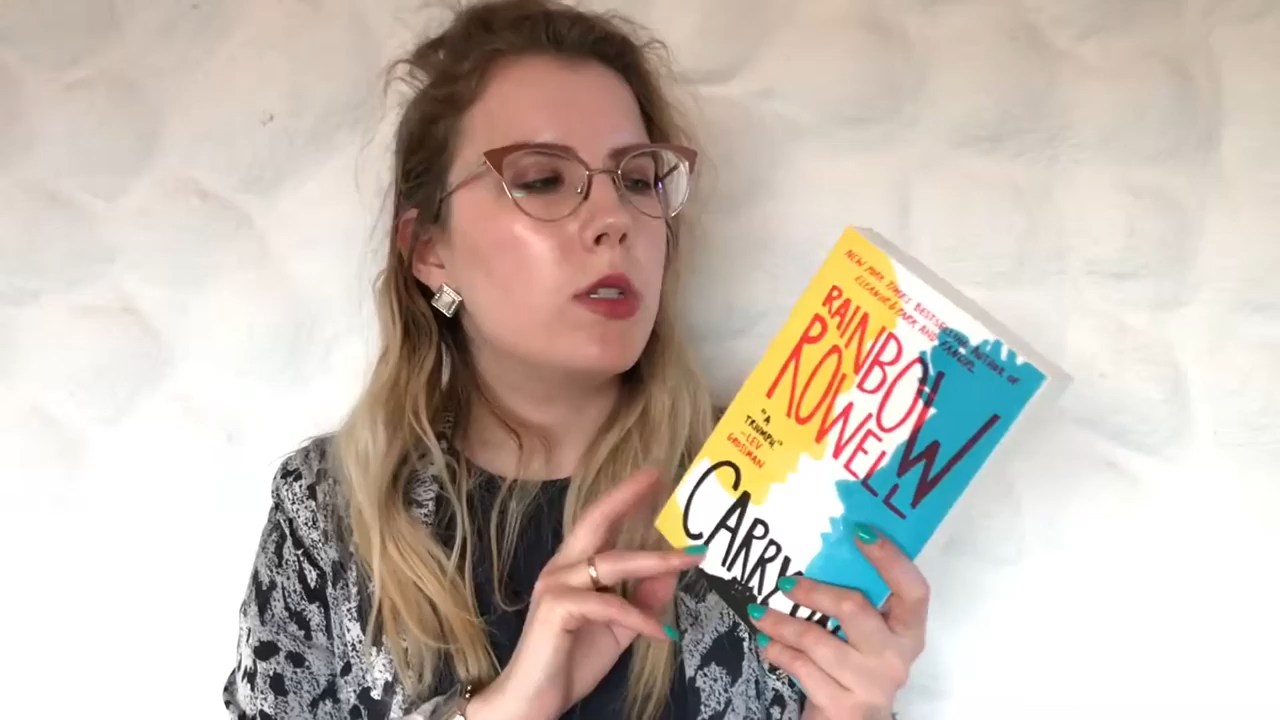 NEW YORK TIMES BESTSELLING AUTHOR OF
ELEANOR & PARK AND FANGIRL
RAINBOW
ROWELL
"A
TRIUMPH."
—LEV
GROSSMAN
CARRY